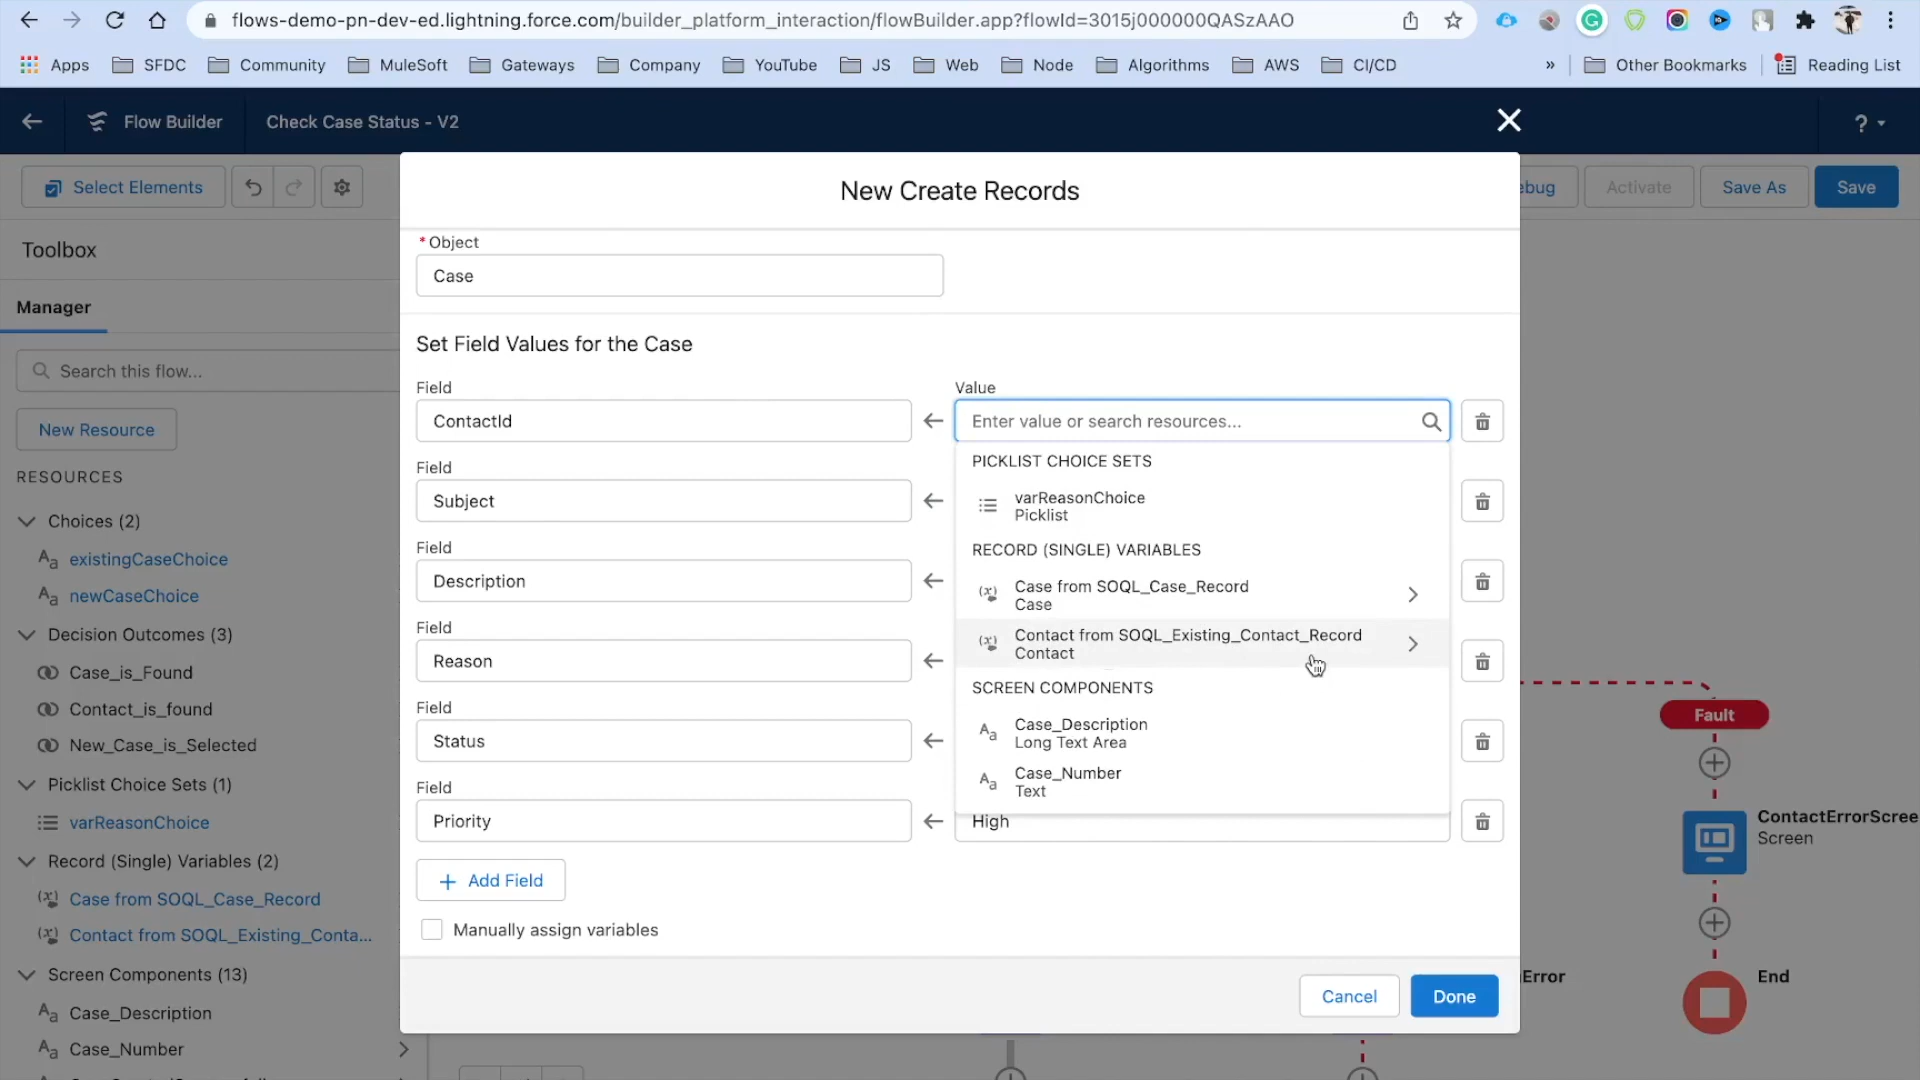 flows-demo-pn-dev-ed.lightning.force.com/builder_platform_interaction/flowBuilder.app?flowId=3015j000000QASzAAO
Apps SFDC Community MuleSoft Gateways Company YouTube JS Web Node Algorithms AWS CI/CD » Other Bookmarks Reading List
Flow Builder Check Case Status - V2 ?
Select Elements ebug Activate Save As Save
New Create Records
Toolbox
Manager
Search this flow...
New Resource
RESOURCES
Choices (2)
existingCaseChoice
newCaseChoice
Decision Outcomes (3)
Case_is_Found
Contact_is_found
New_Case_is_Selected
Picklist Choice Sets (1)
varReasonChoice
Record (Single) Variables (2)
Case from SOQL_Case_Record
Contact from SOQL_Existing_Conta...
Screen Components (13)
Case_Description
Case_Number
* Object
Case
Set Field Values for the Case
Field Value
ContactId Enter value or search resources...
Field
Subject
Field
Description
Field
Reason
Field
Status
Field
Priority High
PICKLIST CHOICE SETS
varReasonChoice
Picklist
RECORD (SINGLE) VARIABLES
Case from SOQL_Case_Record
Case
Contact from SOQL_Existing_Contact_Record
Contact
SCREEN COMPONENTS
Case_Description
Long Text Area
Case_Number
Text
+ Add Field
Manually assign variables
Cancel Done
Fault
ContactErrorScree
Screen
Error
End